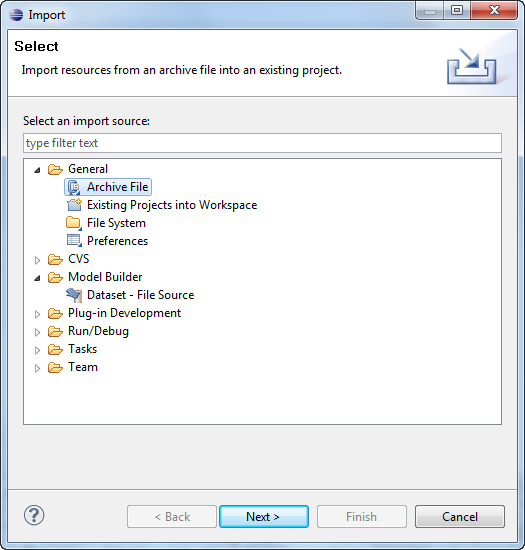 Import
Select
Import resources from an archive file into an existing project.
Select an import source:
type filter text
General
Archive File
Existing Projects into Workspace
File System
Preferences
CVS
Model Builder
Dataset - File Source
Plug-in Development
Run/Debug
Tasks
Team
? < Back Next > Finish Cancel